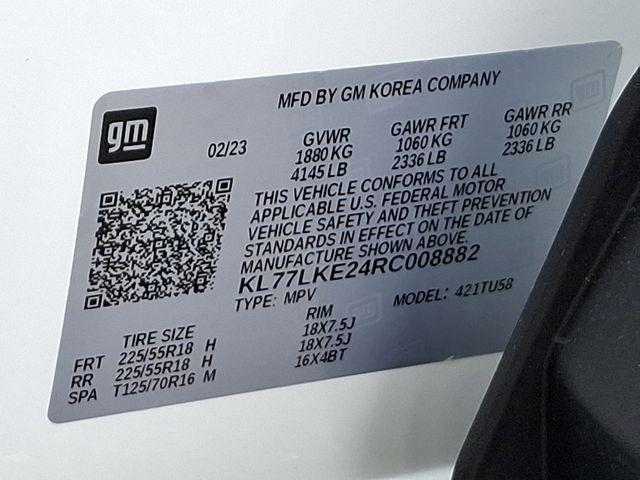 MFD BY GM KOREA COMPANY
gm
02/23 GVWR GAWR FRT GAWR RR
1880 KG 1060 KG 1060 KG
4145 LB 2336 LB 2336 LB
THIS VEHICLE CONFORMS TO ALL
APPLICABLE U.S. FEDERAL MOTOR
VEHICLE SAFETY AND THEFT PREVENTION
STANDARDS IN EFFECT ON THE DATE OF
MANUFACTURE SHOWN ABOVE.
KL77LKE24RC008882
TYPE: MPV MODEL: 421TU58
TIRE SIZE RIM
FRT 225/55R18 H 18X7.5J
RR 225/55R18 H 18X7.5J
SPA T125/70R16 M 16X4BT